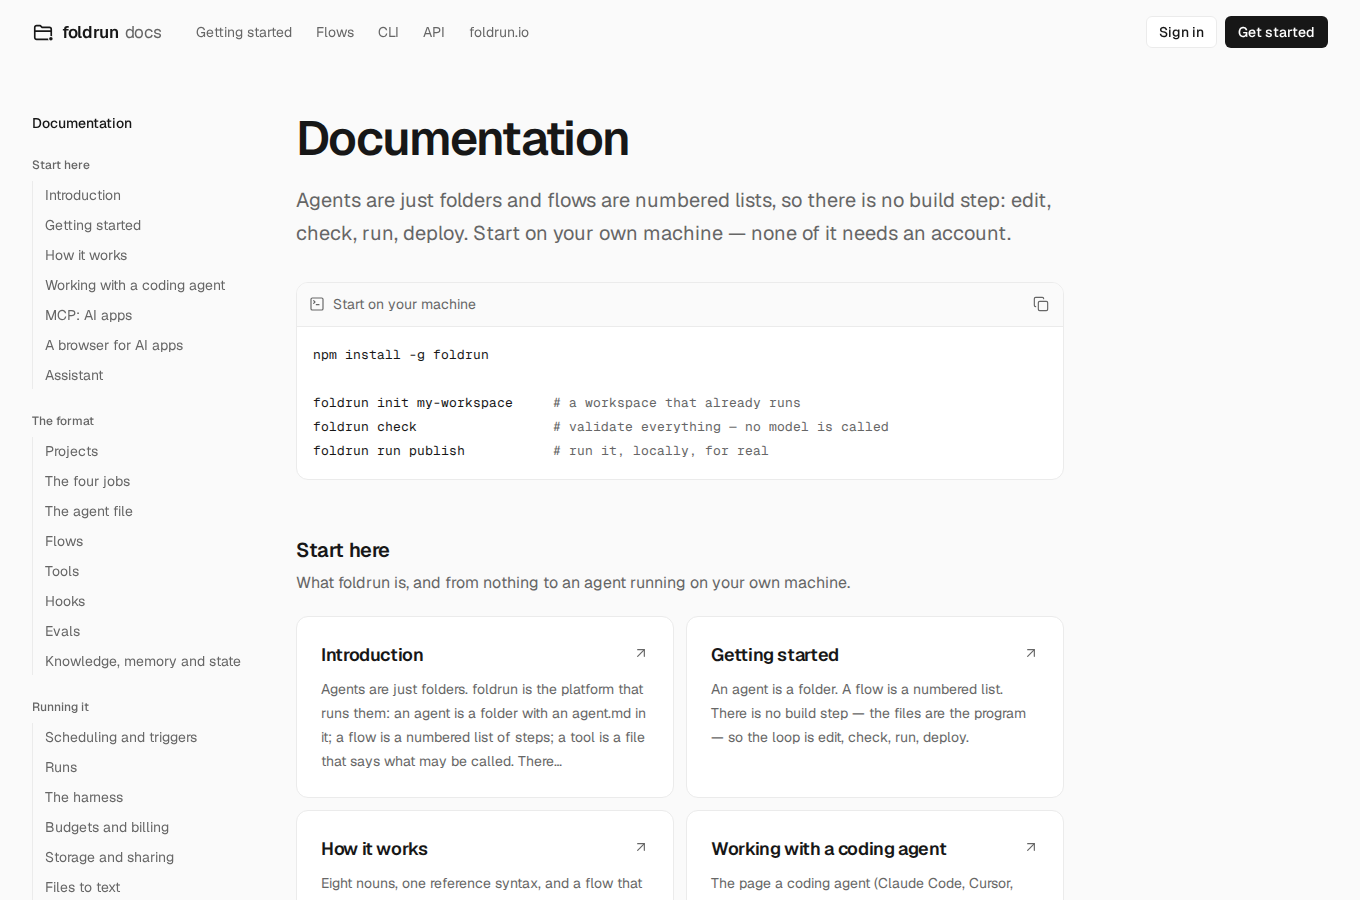 foldrun docs
Getting started
Flows
CLI
API
foldrun.io
Sign in
Get started
Documentation
Start here
Introduction
Getting started
How it works
Working with a coding agent
MCP: AI apps
A browser for AI apps
Assistant
The format
Projects
The four jobs
The agent file
Flows
Tools
Hooks
Evals
Knowledge, memory and state
Running it
Scheduling and triggers
Runs
The harness
Budgets and billing
Storage and sharing
Files to text
Documentation
Agents are just folders and flows are numbered lists, so there is no build step: edit,
check, run, deploy. Start on your own machine — none of it needs an account.
Start on your machine
npm install -g foldrun
foldrun init my-workspace # a workspace that already runs
foldrun check # validate everything — no model is called
foldrun run publish # run it, locally, for real
Start here
What foldrun is, and from nothing to an agent running on your own machine.
Introduction
Agents are just folders. foldrun is the platform that
runs them: an agent is a folder with an agent.md in
it; a flow is a numbered list of steps; a tool is a file
that says what may be called. There...
Getting started
An agent is a folder. A flow is a numbered list.
There is no build step — the files are the program
— so the loop is edit, check, run, deploy.
How it works
Eight nouns, one reference syntax, and a flow that
Working with a coding agent
The page a coding agent (Claude Code, Cursor,